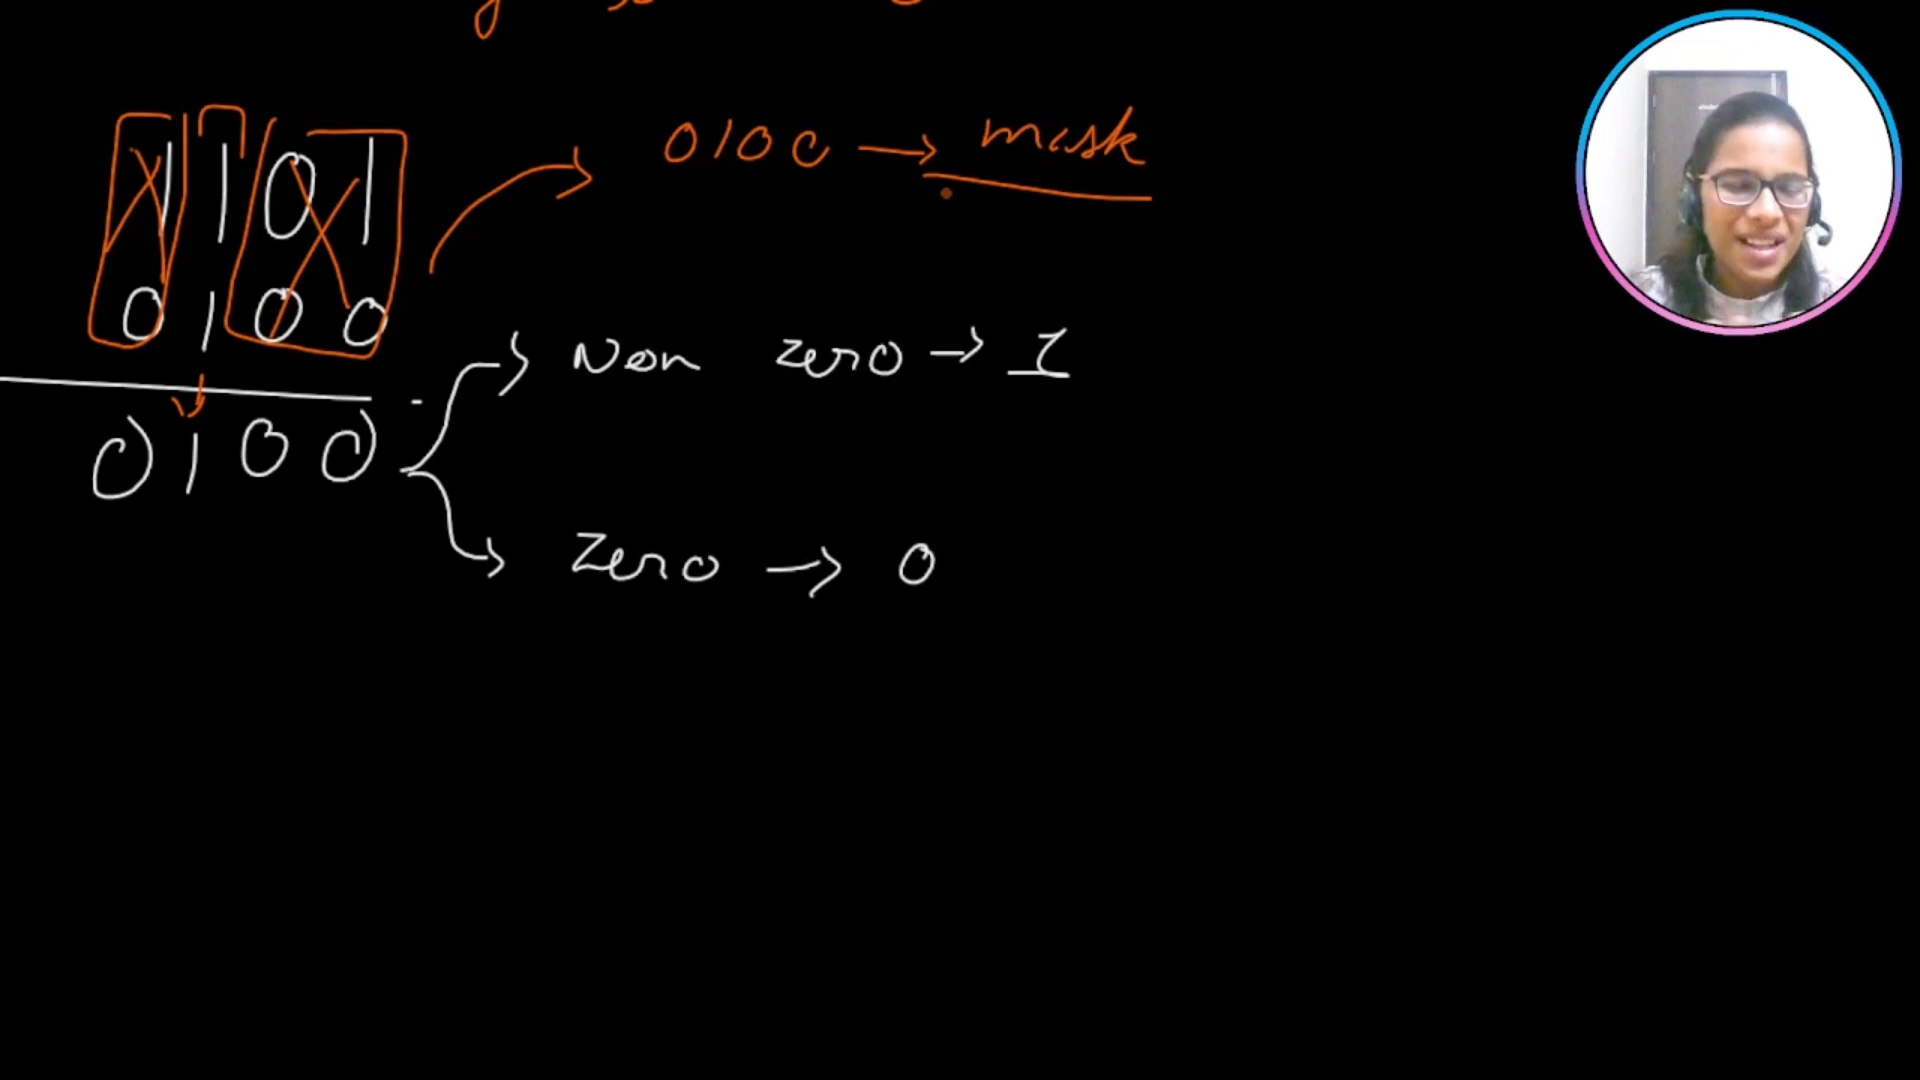 1101
0100 → mask
0100
0100
Non zero → 1
zero → 0